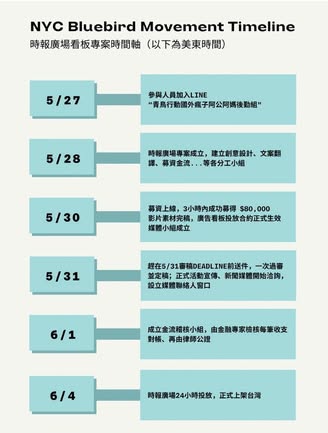 NYC Bluebird Movement Timeline
時報廣場看板專案時間軸（以下為美東時間）
5/27
參與人員加入LINE
“青鳥行動國外瘋子阿公阿媽後勤組”
5/28
時報廣場專案成立，建立創意設計、文案翻
譯、募資金流...等各分工小組
5/30
募資上線，3小時內成功募得 $80,000
影片素材完稿，廣告看板投放合約正式生效
媒體小組成立
5/31
趕在5/31審稿DEADLINE前送件，一次過審
並定稿；正式活動宣傳、新聞媒體開始洽詢，
設立媒體聯絡人窗口
6/1
成立金流稽核小組，由金融專家檢核每筆收支
對帳、再由律師公證
6/4
時報廣場24小時投放，正式上架台灣